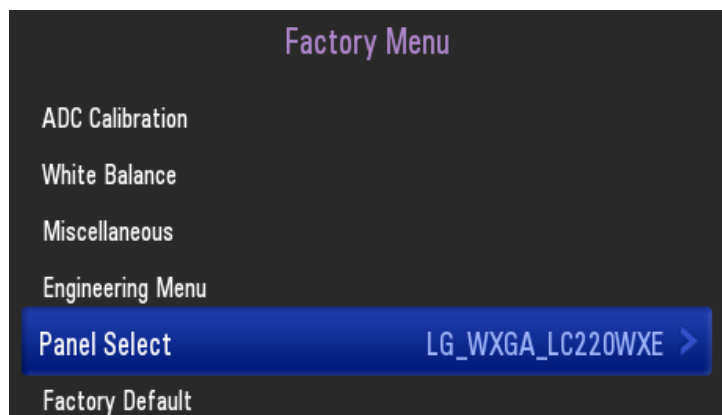 Factory Menu
ADC Calibration
White Balance
Miscellaneous
Engineering Menu
Panel Select LG_WXGA_LC220WXE >
Factory Default